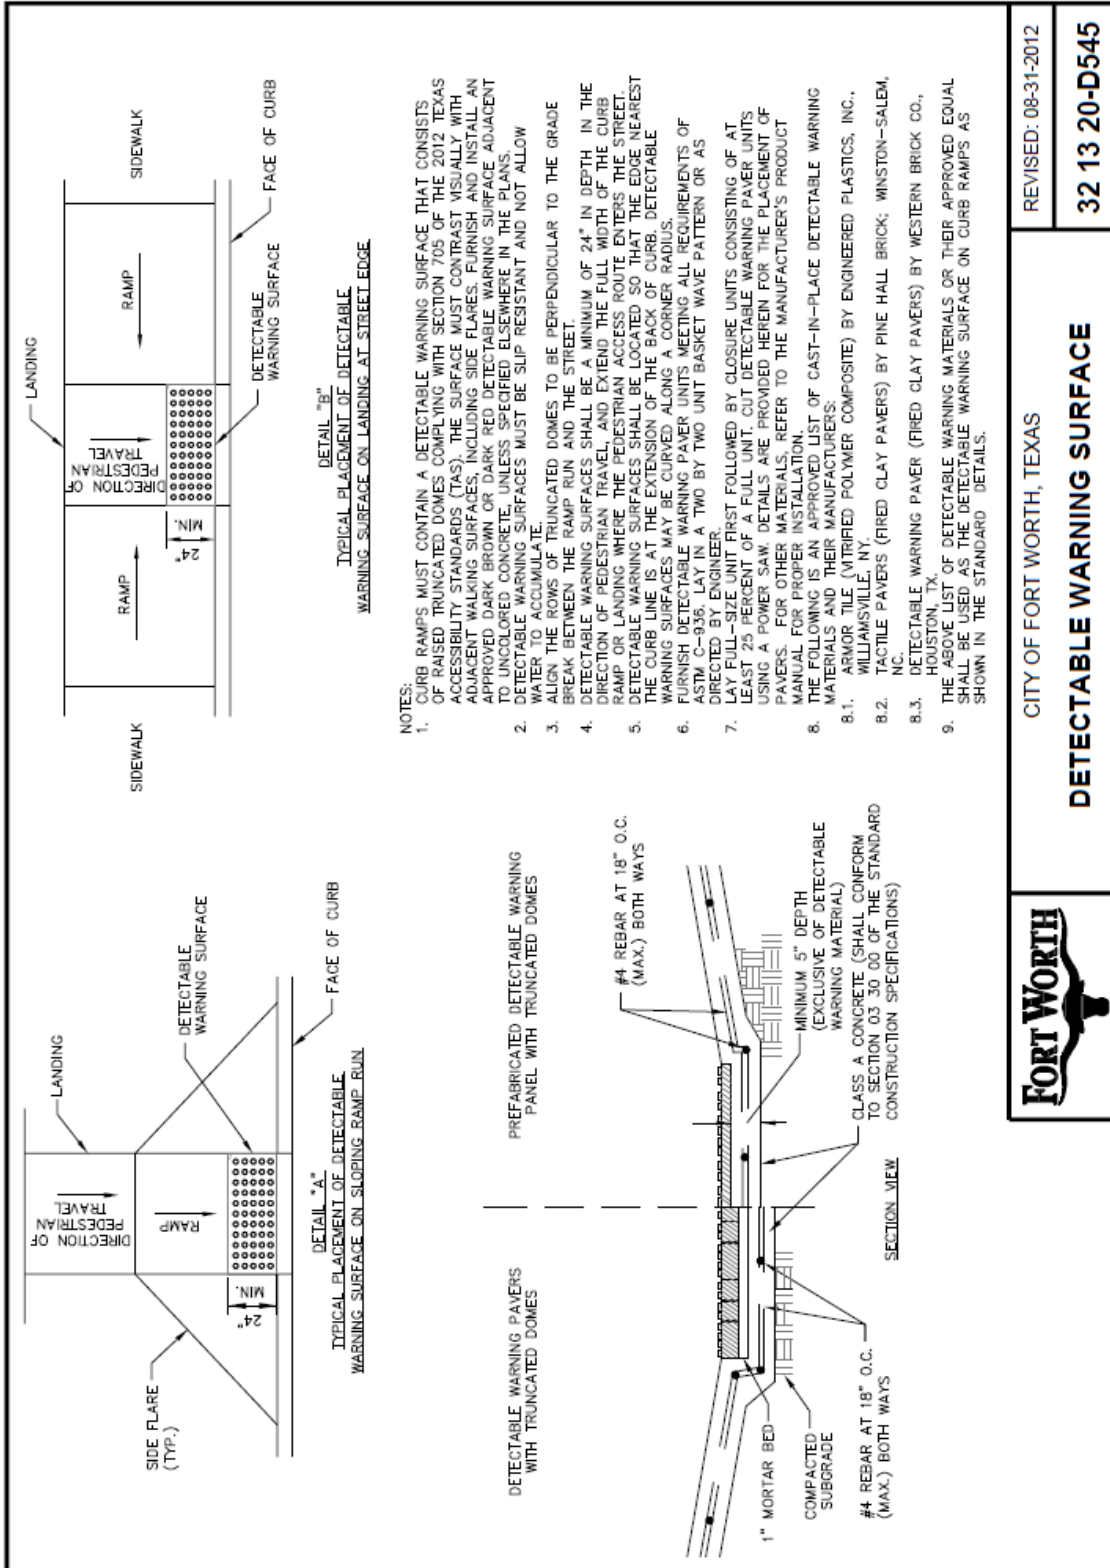 LANDING
DIRECTION OF
PEDESTRIAN
TRAVEL
RAMP
24"
MIN.
SIDE FLARE
(TYP.)
DETECTABLE
WARNING SURFACE
FACE OF CURB
DETAIL "A"
TYPICAL PLACEMENT OF DETECTABLE
WARNING SURFACE ON SLOPING RAMP RUN
LANDING
SIDEWALK
RAMP
DIRECTION OF
PEDESTRIAN
TRAVEL
RAMP
SIDEWALK
24"
MIN.
DETECTABLE
WARNING SURFACE
FACE OF CURB
DETAIL "B"
TYPICAL PLACEMENT OF DETECTABLE
WARNING SURFACE ON LANDING AT STREET EDGE
DETECTABLE WARNING PAVERS
WITH TRUNCATED DOMES
PREFABRICATED DETECTABLE WARNING
PANEL WITH TRUNCATED DOMES
#4 REBAR AT 18" O.C.
(MAX.) BOTH WAYS
1" MORTAR BED
COMPACTED
SUBGRADE
#4 REBAR AT 18" O.C.
(MAX.) BOTH WAYS
MINIMUM 5" DEPTH
(EXCLUSIVE OF DETECTABLE
WARNING MATERIAL)
CLASS A CONCRETE (SHALL CONFORM
TO SECTION 03 30 00 OF THE STANDARD
CONSTRUCTION SPECIFICATIONS)
SECTION VIEW
NOTES:
1. CURB RAMPS MUST CONTAIN A DETECTABLE WARNING SURFACE THAT CONSISTS
OF RAISED TRUNCATED DOMES COMPLYING WITH SECTION 705 OF THE 2012 TEXAS
ACCESSIBILITY STANDARDS (TAS). THE SURFACE MUST CONTRAST VISUALLY WITH
ADJACENT WALKING SURFACES, INCLUDING SIDE FLARES. FURNISH AND INSTALL AN
APPROVED DARK BROWN OR DARK RED DETECTABLE WARNING SURFACE ADJACENT
TO UNCOLORED CONCRETE, UNLESS SPECIFIED ELSEWHERE IN THE PLANS.
2. DETECTABLE WARNING SURFACES MUST BE SLIP RESISTANT AND NOT ALLOW
WATER TO ACCUMULATE.
3. ALIGN THE ROWS OF TRUNCATED DOMES TO BE PERPENDICULAR TO THE GRADE
BREAK BETWEEN THE RAMP RUN AND THE STREET.
4. DETECTABLE WARNING SURFACES SHALL BE A MINIMUM OF 24" IN DEPTH IN THE
DIRECTION OF PEDESTRIAN TRAVEL, AND EXTEND THE FULL WIDTH OF THE CURB
RAMP OR LANDING WHERE THE PEDESTRIAN ACCESS ROUTE ENTERS THE STREET.
5. DETECTABLE WARNING SURFACES SHALL BE LOCATED SO THAT THE EDGE NEAREST
THE CURB LINE IS AT THE EXTENSION OF THE BACK OF CURB. DETECTABLE
WARNING SURFACES MAY BE CURVED ALONG A CORNER RADIUS.
6. FURNISH DETECTABLE WARNING PAVER UNITS MEETING ALL REQUIREMENTS OF
ASTM C-936. LAY IN A TWO BY TWO UNIT BASKET WAVE PATTERN OR AS
DIRECTED BY ENGINEER.
7. LAY FULL-SIZE UNIT FIRST FOLLOWED BY CLOSURE UNITS CONSISTING OF AT
LEAST 25 PERCENT OF A FULL UNIT. CUT DETECTABLE WARNING PAVER UNITS
USING A POWER SAW. DETAILS ARE PROVIDED HEREIN FOR THE PLACEMENT OF
PAVERS. FOR OTHER MATERIALS, REFER TO THE MANUFACTURER'S PRODUCT
MANUAL FOR PROPER INSTALLATION.
8. THE FOLLOWING IS AN APPROVED LIST OF CAST-IN-PLACE DETECTABLE WARNING
MATERIALS AND THEIR MANUFACTURERS:
8.1. ARMOR TILE (VITRIFIED POLYMER COMPOSITE) BY ENGINEERED PLASTICS, INC.,
WILLIAMSVILLE, NY.
8.2. TACTILE PAVERS (FIRED CLAY PAVERS) BY PINE HALL BRICK; WINSTON-SALEM,
NC.
8.3. DETECTABLE WARNING PAVER (FIRED CLAY PAVERS) BY WESTERN BRICK CO.,
HOUSTON, TX.
9. THE ABOVE LIST OF DETECTABLE WARNING MATERIALS OR THEIR APPROVED EQUAL
SHALL BE USED AS THE DETECTABLE WARNING SURFACE ON CURB RAMPS AS
SHOWN IN THE STANDARD DETAILS.
FORT WORTH
CITY OF FORT WORTH, TEXAS
DETECTABLE WARNING SURFACE
REVISED: 08-31-2012
32 13 20-D545